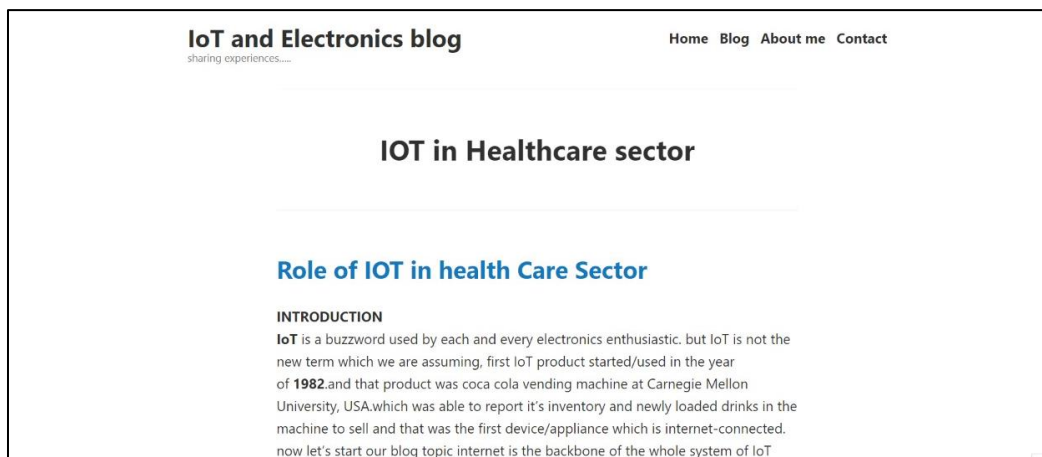 IoT and Electronics blog
sharing experiences.....
Home Blog About me Contact
IOT in Healthcare sector
Role of IOT in health Care Sector
INTRODUCTION
IoT is a buzzword used by each and every electronics enthusiastic. but IoT is not the
new term which we are assuming, first IoT product started/used in the year
of 1982.and that product was coca cola vending machine at Carnegie Mellon
University, USA.which was able to report it's inventory and newly loaded drinks in the
machine to sell and that was the first device/appliance which is internet-connected.
now let's start our blog topic internet is the backbone of the whole system of IoT